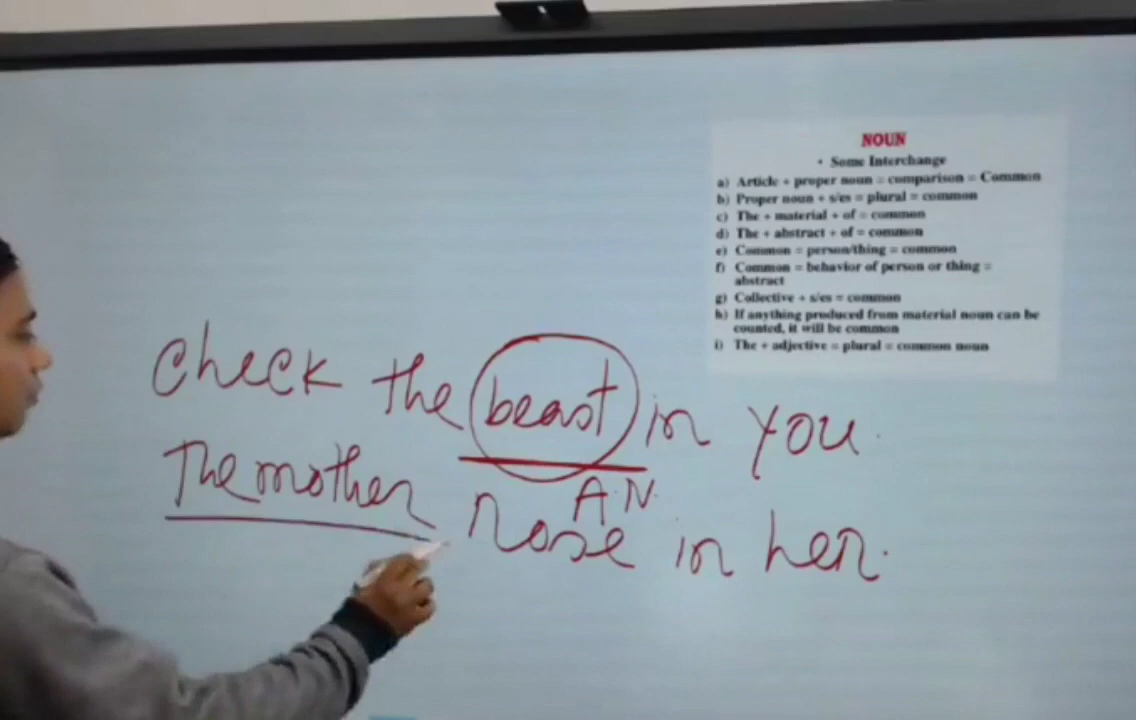 NOUN
• Some Interchange
a) Article + proper noun = comparison = Common
b) Proper noun + s/es = plural = common
c) The + material + of = common
d) The + abstract + of = common
e) Common = person/thing = common
f) Common = behavior of person or thing =
abstract
g) Collective + s/es = common
h) If anything produced from material noun can be
counted, it will be common
i) The + adjective = plural = common noun
Check the beast in you.
A.N.
The mother rose in her.